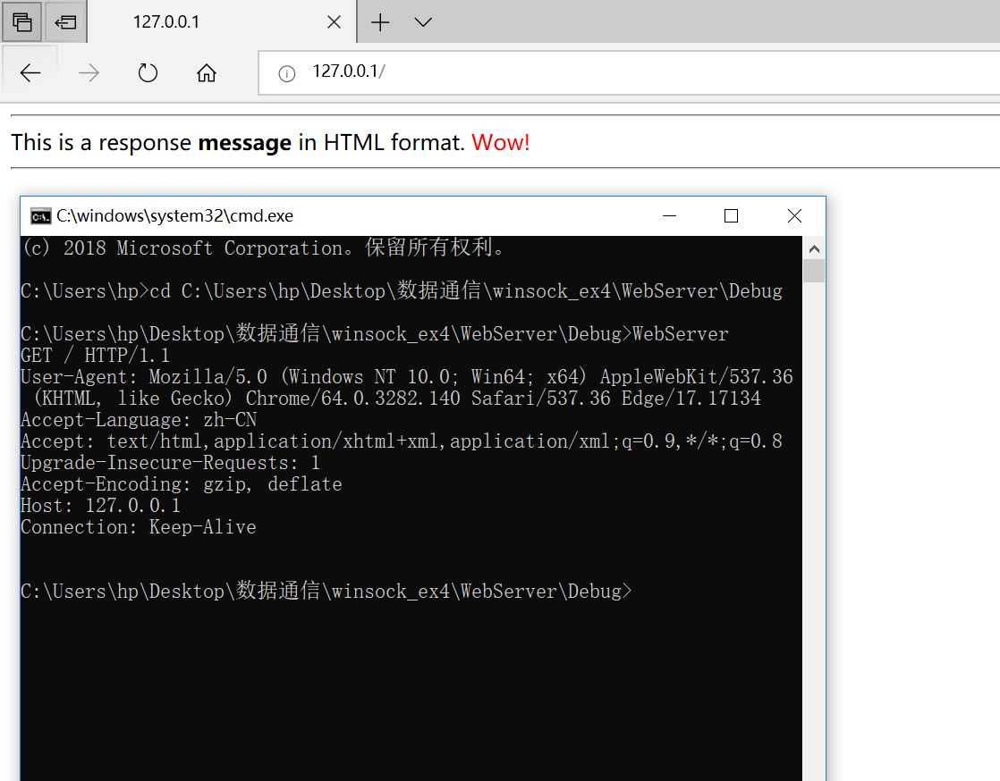 127.0.0.1
127.0.0.1/
This is a response message in HTML format. Wow!
C:\windows\system32\cmd.exe
(c) 2018 Microsoft Corporation。保留所有权利。
C:\Users\hp>cd C:\Users\hp\Desktop\数据通信\winsock_ex4\WebServer\Debug
C:\Users\hp\Desktop\数据通信\winsock_ex4\WebServer\Debug>WebServer
GET / HTTP/1.1
User-Agent: Mozilla/5.0 (Windows NT 10.0; Win64; x64) AppleWebKit/537.36
(KHTML, like Gecko) Chrome/64.0.3282.140 Safari/537.36 Edge/17.17134
Accept-Language: zh-CN
Accept: text/html,application/xhtml+xml,application/xml;q=0.9,*/*;q=0.8
Upgrade-Insecure-Requests: 1
Accept-Encoding: gzip, deflate
Host: 127.0.0.1
Connection: Keep-Alive
C:\Users\hp\Desktop\数据通信\winsock_ex4\WebServer\Debug>